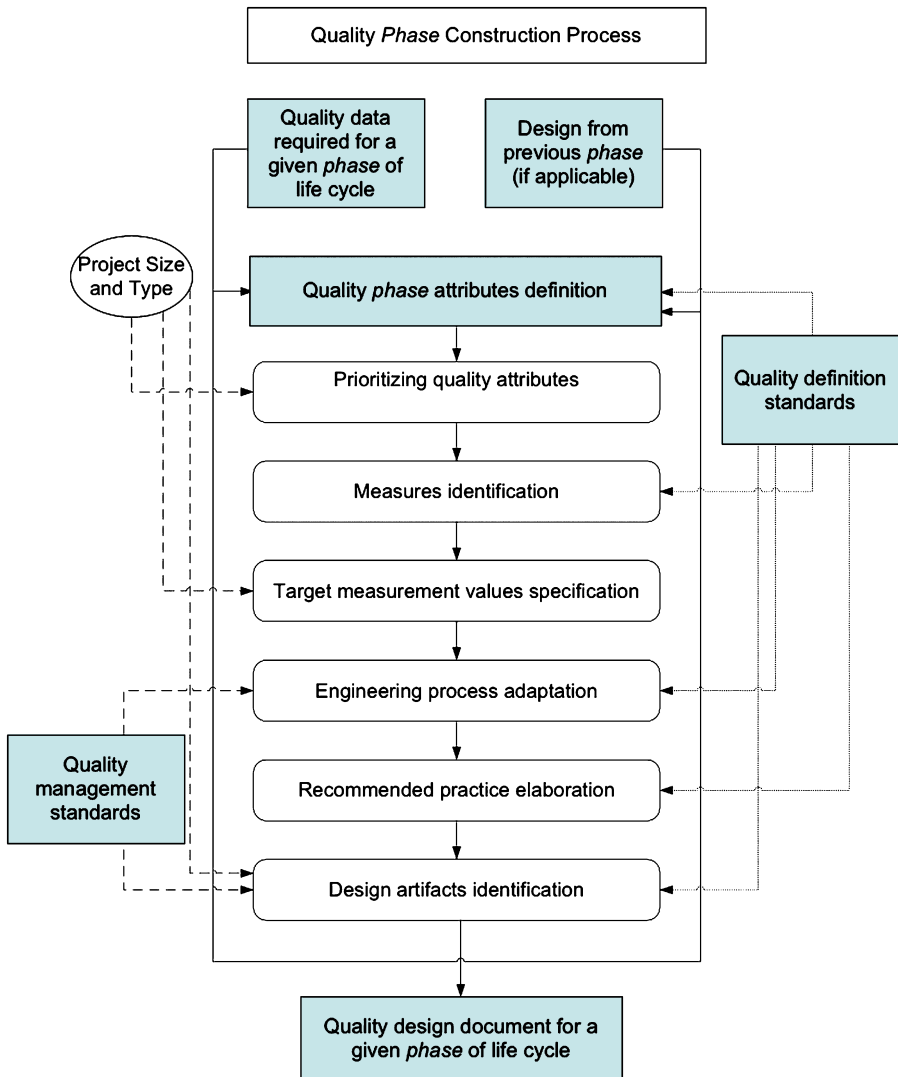 Quality Phase Construction Process
Quality data
required for a
given phase of
life cycle
Design from
previous phase
(if applicable)
Project Size
and Type
Quality phase attributes definition
Prioritizing quality attributes
Quality definition
standards
Measures identification
Target measurement values specification
Engineering process adaptation
Quality
management
standards
Recommended practice elaboration
Design artifacts identification
Quality design document for a
given phase of life cycle